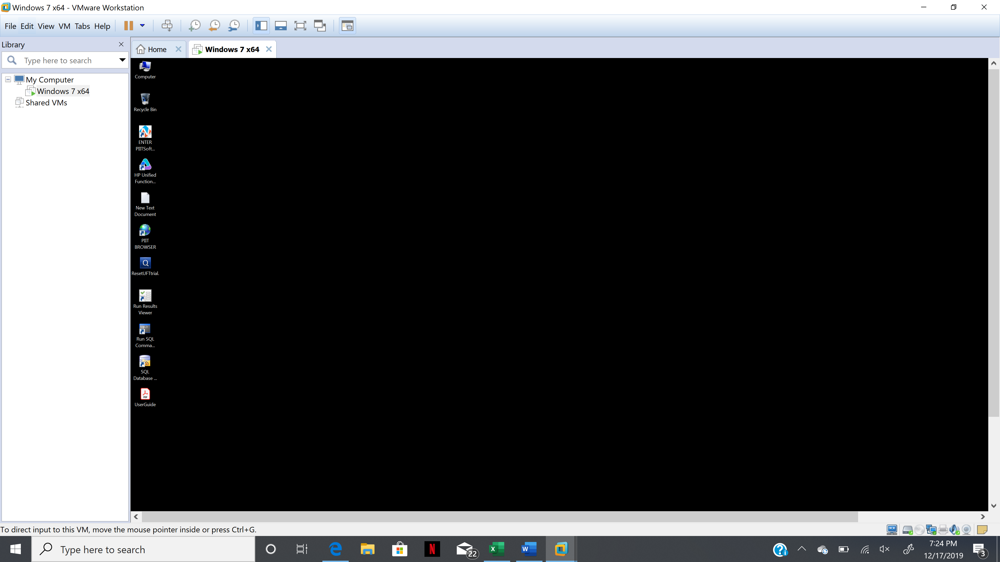 Windows 7 x64 - VMware Workstation
File Edit View VM Tabs Help
Library
Type here to search
My Computer
Windows 7 x64
Shared VMs
Home
Windows 7 x64
Computer
Recycle Bin
ENTER
PIITSoft...
HP Unified
Function...
New Text
Document
PIIT
BROWSER
Q
ResetUFTtrial.
Run Results
Viewer
SQL>
Run SQL
Comma...
SQL
Database ...
PDF
UserGuide
To direct input to this VM, move the mouse pointer inside or press Ctrl+G.
Type here to search
N
22
X
W
7:24 PM
12/17/2019
3